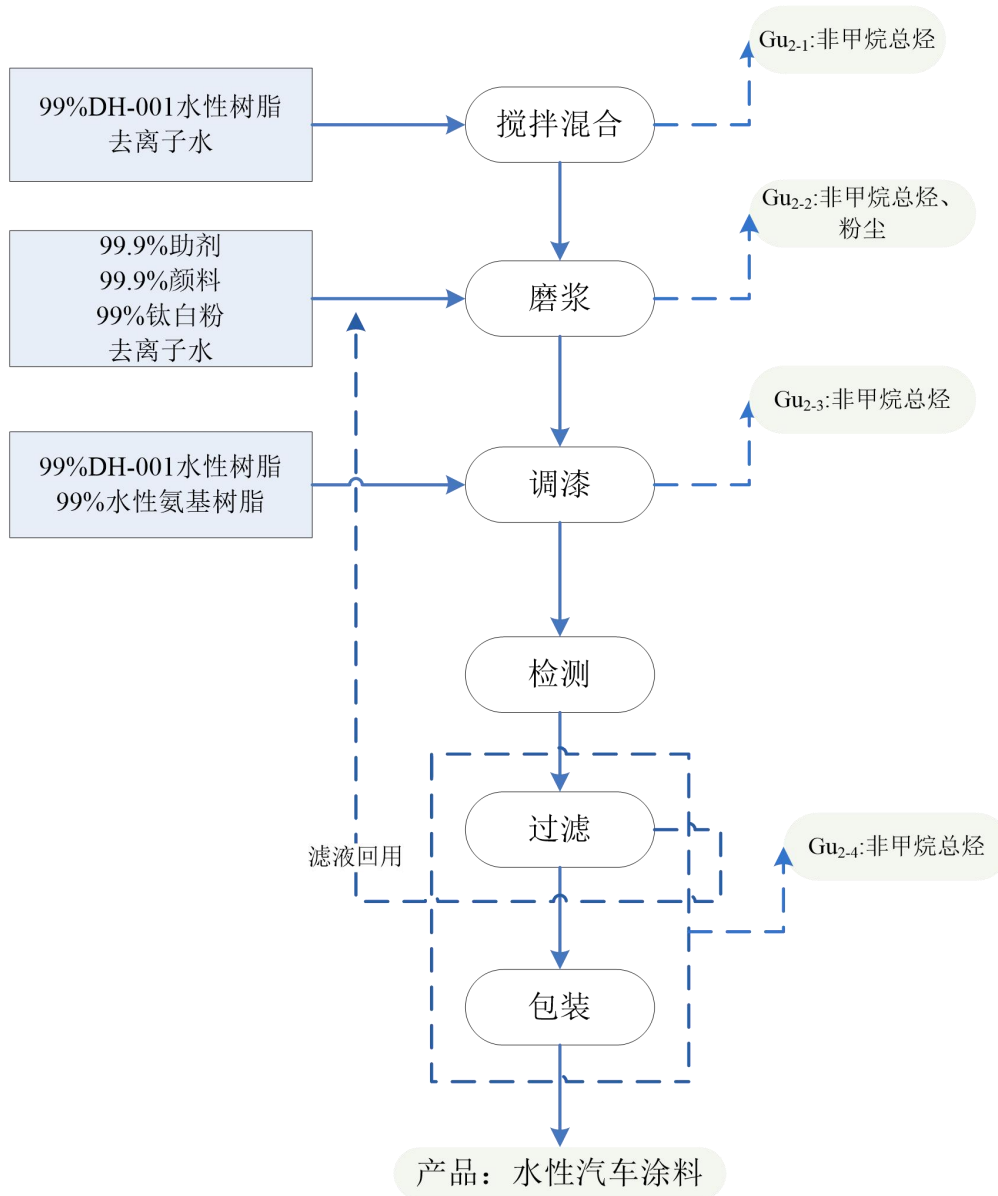 Gu2-1:非甲烷总烃
99%DH-001水性树脂
去离子水
搅拌混合
Gu2-2:非甲烷总烃、
粉尘
99.9%助剂
99.9%颜料
99%钛白粉
去离子水
磨浆
Gu2-3:非甲烷总烃
99%DH-001水性树脂
99%水性氨基树脂
调漆
检测
过滤
滤液回用
Gu2-4:非甲烷总烃
包装
产品：水性汽车涂料